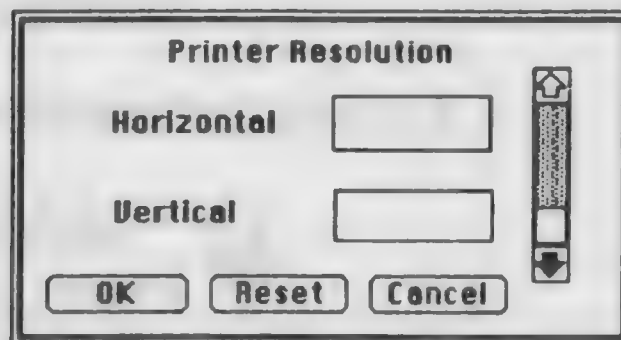 Printer Resolution
Horizontal
Vertical
OK Reset Cancel